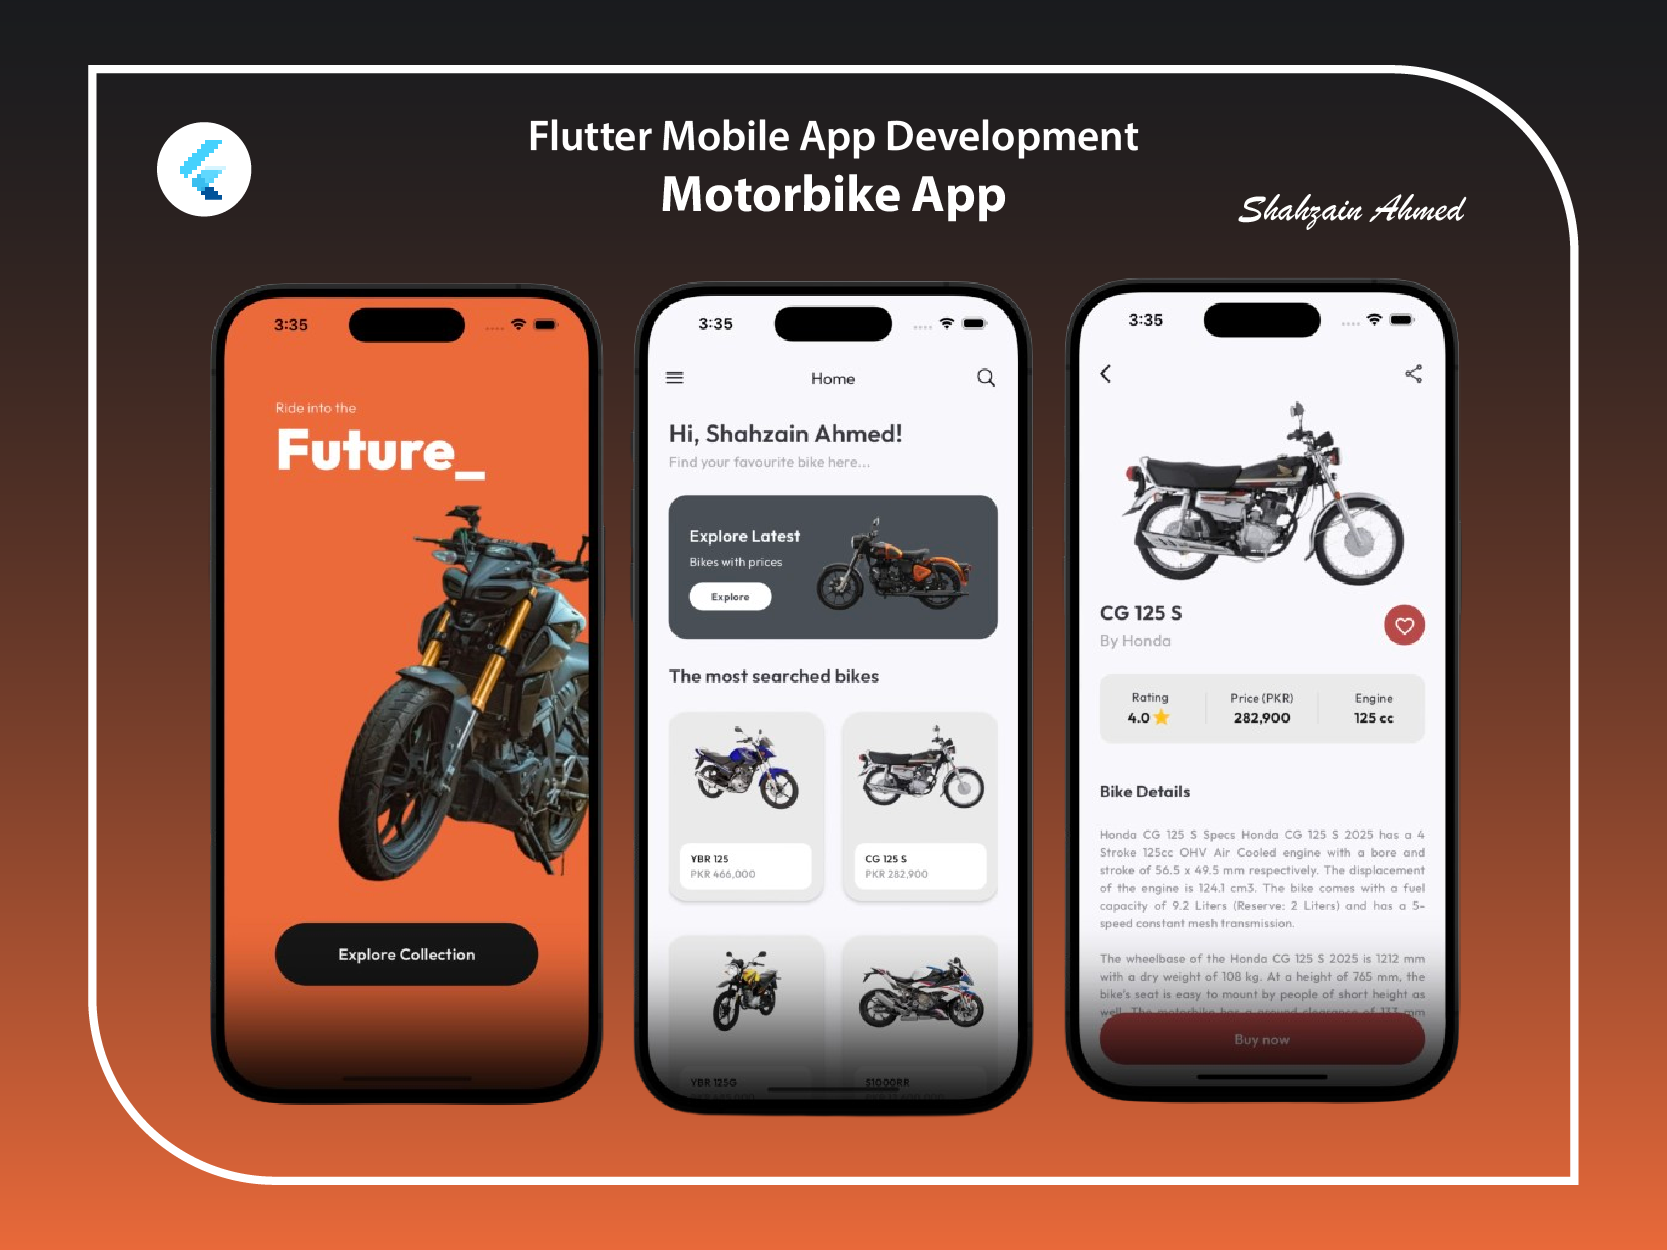 Flutter Mobile App Development
Motorbike App
Shahzain Ahmed
3:35
Ride into the
Future_
Explore Collection
3:35
Home
Hi, Shahzain Ahmed!
Find your favourite bike here...
Explore Latest
Bikes with prices
Explore
The most searched bikes
YBR 125
PKR 466,000
CG 125 S
PKR 282,900
YBR 125G
S1000RR
3:35
CG 125 S
By Honda
Rating
4.0 ⭐
Price (PKR)
282,900
Engine
125 cc
Bike Details
Honda CG 125 S Specs Honda CG 125 S 2025 has a 4
Stroke 125cc OHV Air Cooled engine with a bore and
stroke of 56.5 x 49.5 mm respectively. The displacement
of the engine is 124.1 cm3. The bike comes with a fuel
capacity of 9.2 Liters (Reserve: 2 Liters) and has a 5-
speed constant mesh transmission.
The wheelbase of the Honda CG 125 S 2025 is 1212 mm
with a dry weight of 108 kg. At a height of 765 mm, the
bike's seat is easy to mount by people of short height as
well. The motorbike has a ground clearance of 137 mm
Buy now